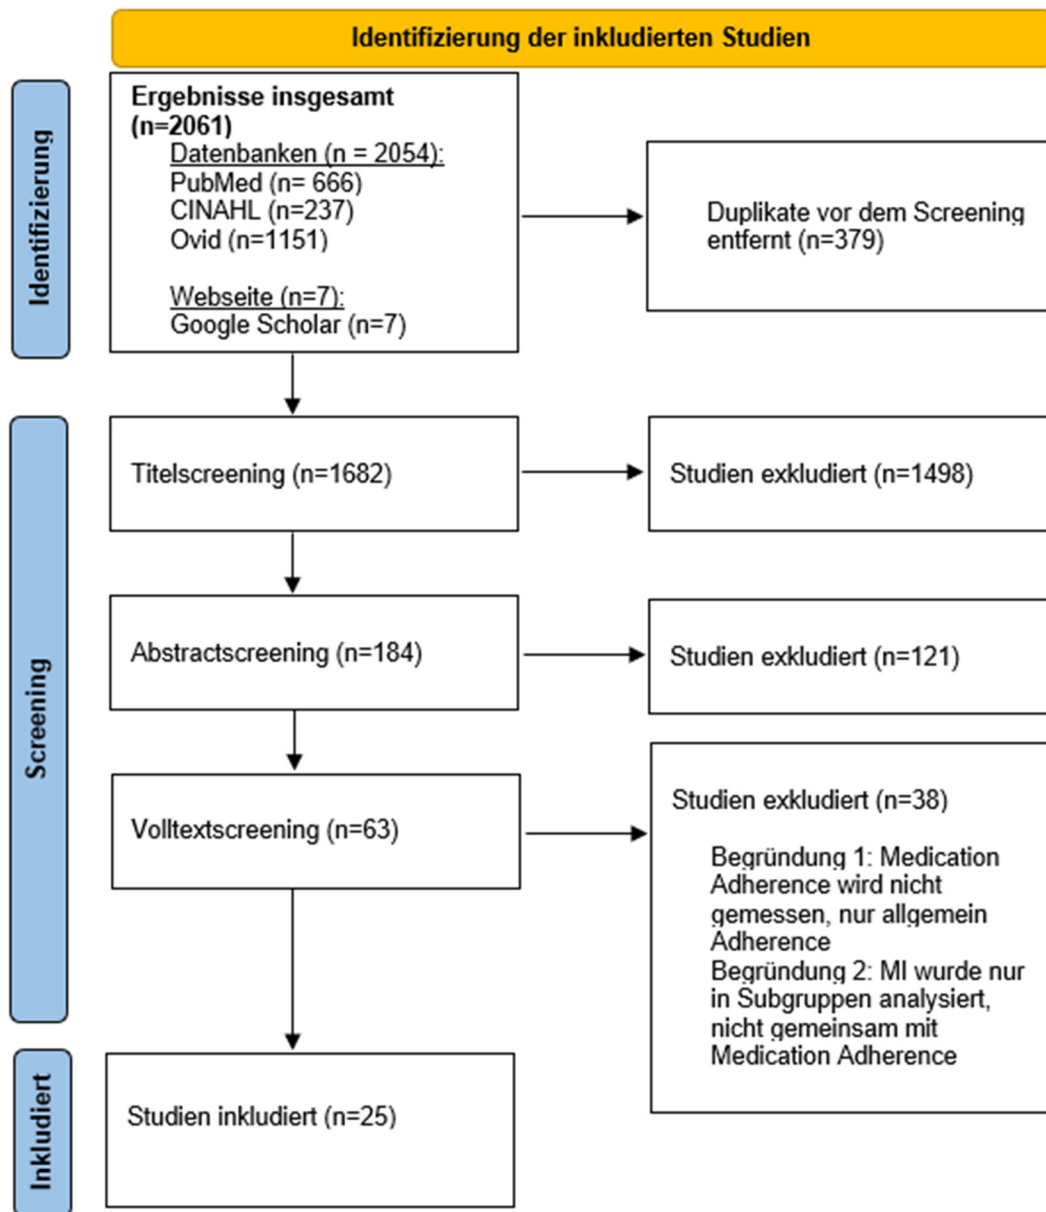 Identifizierung der inkludierten Studien
Identifizierung
Ergebnisse insgesamt
(n=2061)
Datenbanken (n = 2054):
PubMed (n= 666)
CINAHL (n=237)
Ovid (n=1151)
Webseite (n=7):
Google Scholar (n=7)
Duplikate vor dem Screening
entfernt (n=379)
Screening
Titelscreening (n=1682)
Studien exkludiert (n=1498)
Abstractscreening (n=184)
Studien exkludiert (n=121)
Volltextscreening (n=63)
Studien exkludiert (n=38)
Begründung 1: Medication
Adherence wird nicht
gemessen, nur allgemein
Adherence
Begründung 2: MI wurde nur
in Subgruppen analysiert,
nicht gemeinsam mit
Medication Adherence
Inkludiert
Studien inkludiert (n=25)